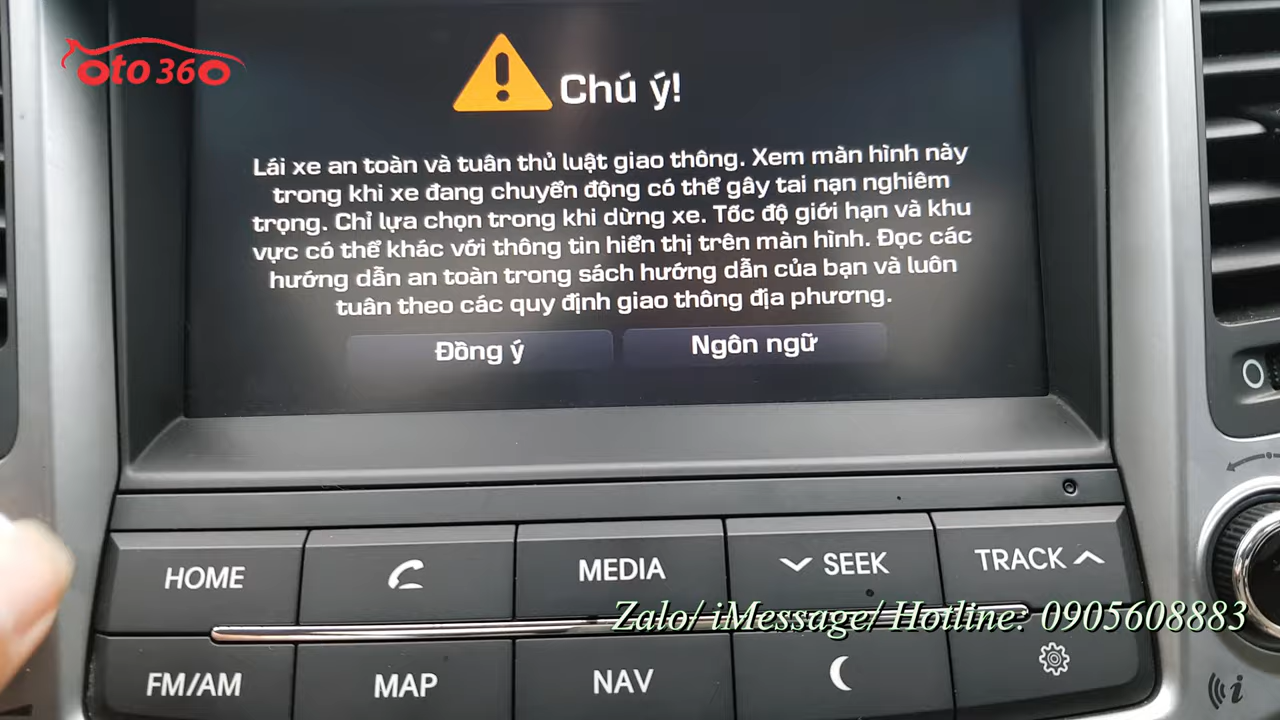 oto 360
Chú ý!
Lái xe an toàn và tuân thủ luật giao thông. Xem màn hình này
trong khi xe đang chuyển động có thể gây tai nạn nghiêm
trọng. Chỉ lựa chọn trong khi dừng xe. Tốc độ giới hạn và khu
vực có thể khác với thông tin hiển thị trên màn hình. Đọc các
hướng dẫn an toàn trong sách hướng dẫn của bạn và luôn
tuân theo các quy định giao thông địa phương.
Đồng ý Ngôn ngữ
HOME MEDIA SEEK TRACK
Zalo/ iMessage/ Hotline: 0905608883
FM/AM MAP NAV